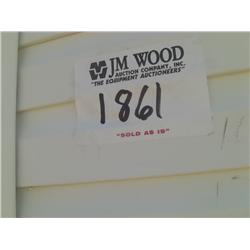 JM WOOD
AUCTION COMPANY, INC.
"THE EQUIPMENT AUCTIONEERS"
1861
"SOLD AS IS"